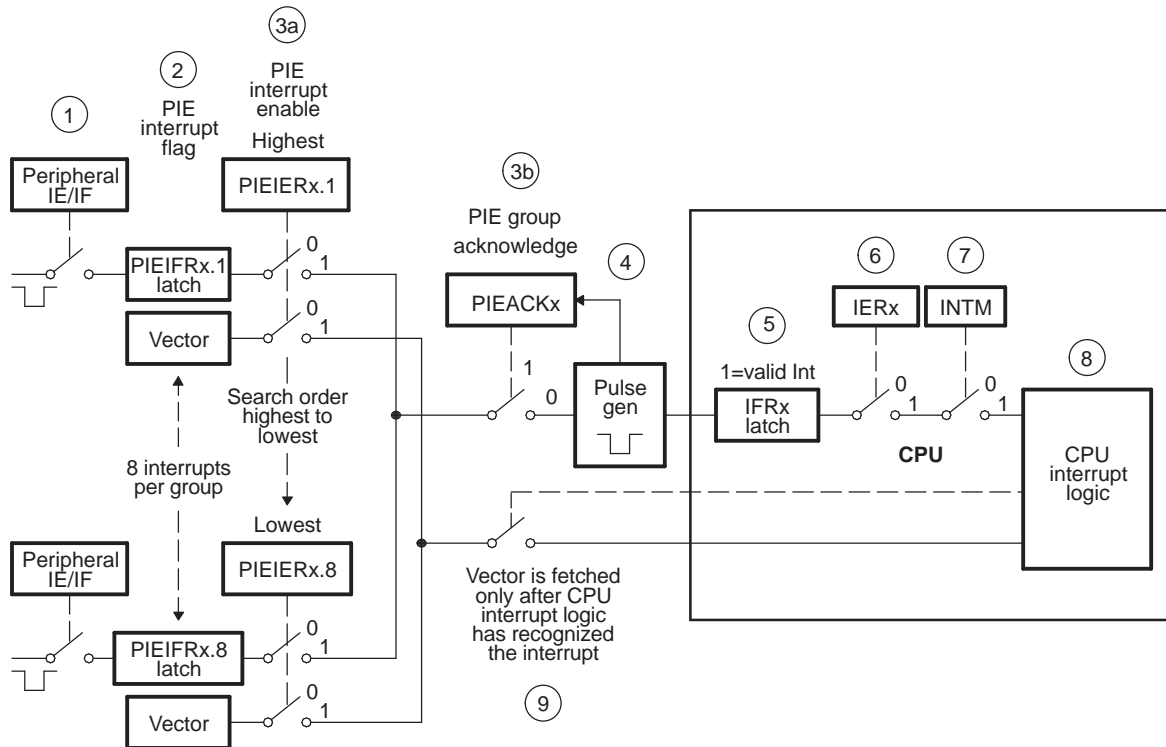 1
Peripheral
IE/IF
2
PIE
interrupt
flag
3a
PIE
interrupt
enable
Highest
PIEIERx.1
PIEIFRx.1
latch
0
1
Vector
0
1
Search order
highest to
lowest
8 interrupts
per group
Lowest
PIEIERx.8
Peripheral
IE/IF
PIEIFRx.8
latch
0
1
Vector
0
1
3b
PIE group
acknowledge
PIEACKx
1
0
4
Pulse
gen
5
1=valid Int
IFRx
latch
6
IERx
0
1
7
INTM
0
1
CPU
8
CPU
interrupt
logic
Vector is fetched
only after CPU
interrupt logic
has recognized
the interrupt
9